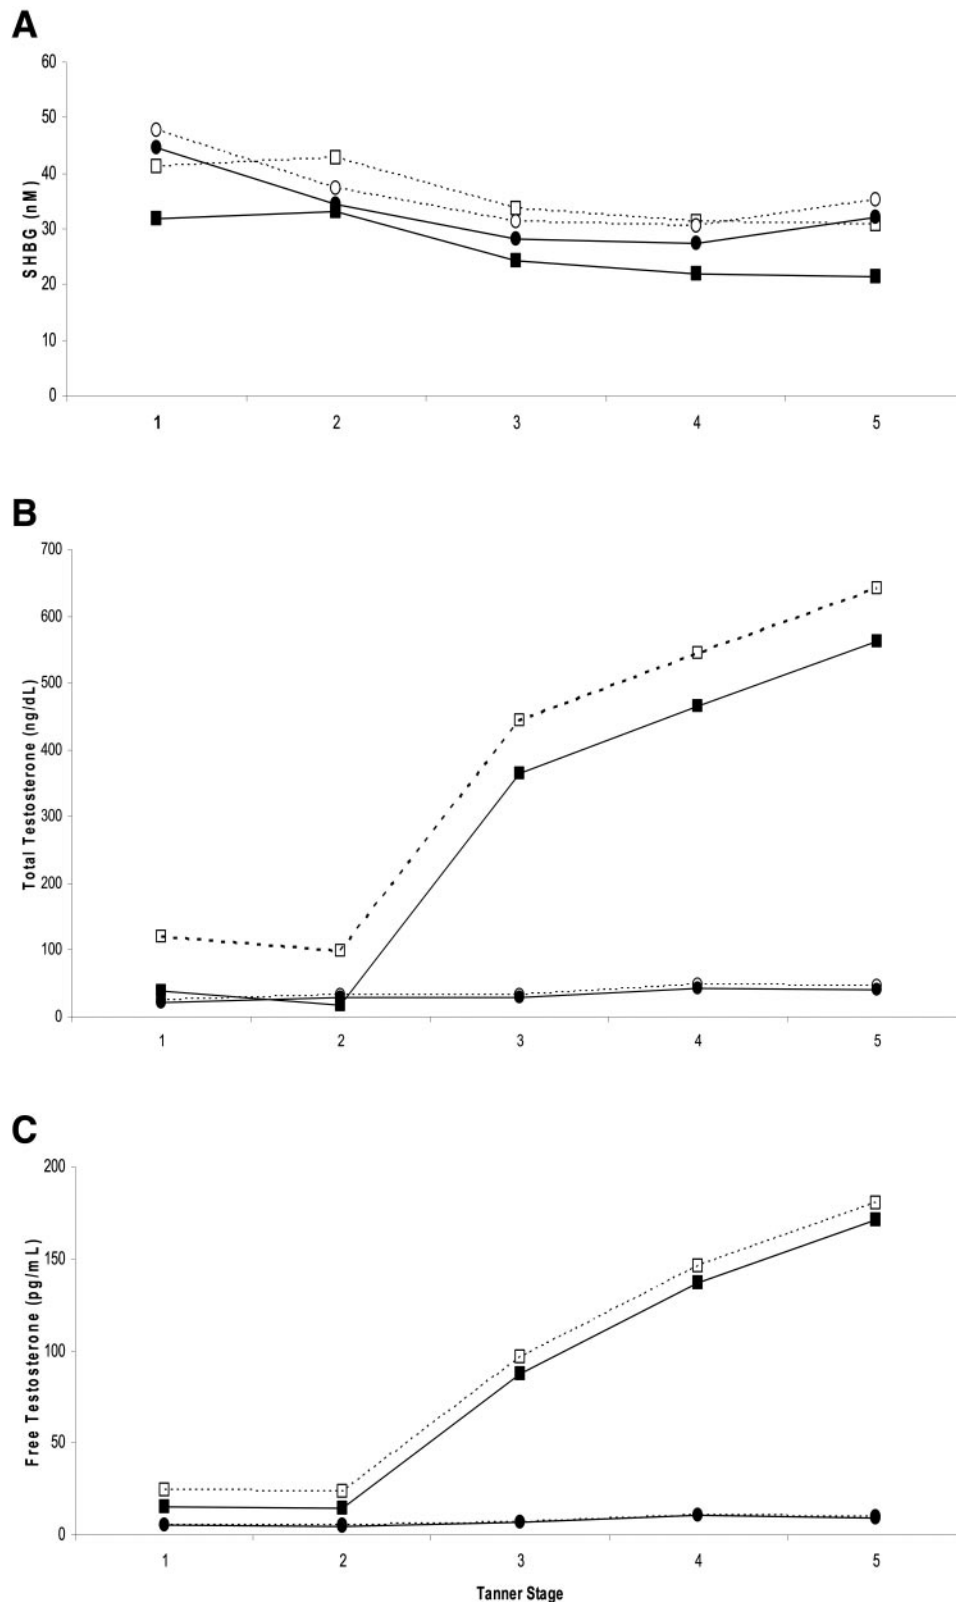 A
60
50
40
30
20
10
0
SHBG (nM)
1 2 3 4 5
B
700
600
500
400
300
200
100
0
Total Testosterone (ng/dL)
1 2 3 4 5
C
200
150
100
50
0
Free Testosterone (pg/mL)
1 2 3 4 5
Tanner Stage